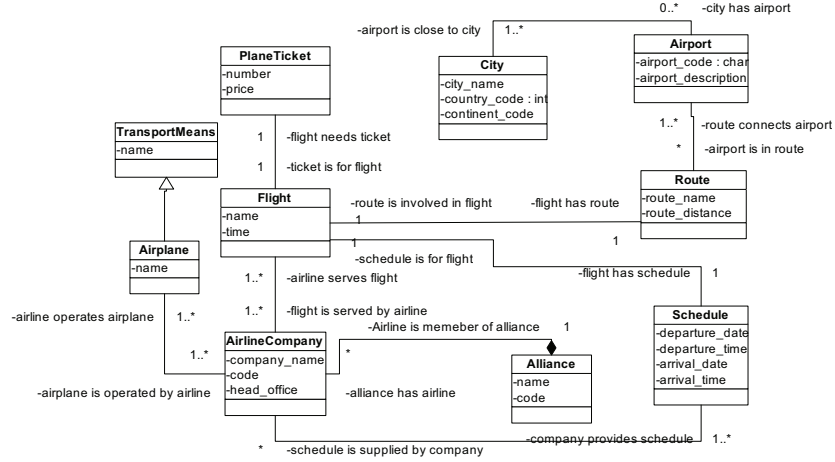 0..*
-city has airport
-airport is close to city
1..*
PlaneTicket
-number
-price
City
-city_name
-country_code : int
-continent_code
Airport
-airport_code : char
-airport_description
TransportMeans
-name
1
-flight needs ticket
1
-ticket is for flight
1..*
-route connects airport
*
-airport is in route
Flight
-name
-time
-route is involved in flight
1
-flight has route
1
Route
-route_name
-route_distance
Airplane
-name
1
-schedule is for flight
-flight has schedule
1
1..*
-airline serves flight
1..*
-flight is served by airline
-airline operates airplane
1..*
1..*
-airplane is operated by airline
AirlineCompany
-company_name
-code
-head_office
-Airline is memeber of alliance
1
*
-alliance has airline
Alliance
-name
-code
Schedule
-departure_date
-departure_time
-arrival_date
-arrival_time
-company provides schedule
1..*
*
-schedule is supplied by company